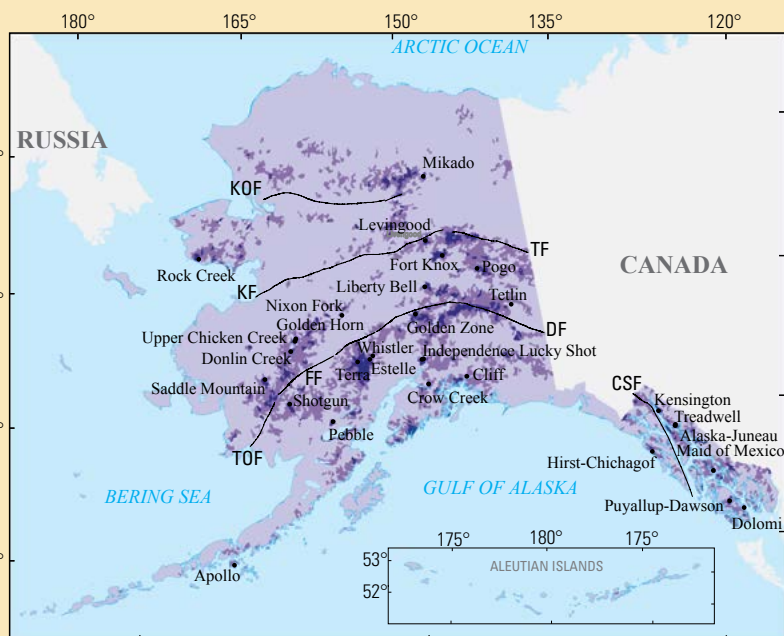 180°
165°
150°
135°
120°
ARCTIC OCEAN
RUSSIA
Mikado
KOF
Levingood
TF
Rock Creek
Fort Knox
Pogo
CANADA
KF
Liberty Bell
Tetlin
Nixon Fork
Golden Horn
Golden Zone
DF
Upper Chicken Creek
Donlin Creek
Whistler
Independence Lucky Shot
Saddle Mountain
FF
Terra
Estelle
Cliff
CSF
Shotgun
Crow Creek
Kensington
Treadwell
TOF
Pebble
Alaska-Juneau
Maid of Mexico
Hirst-Chichagof
BERING SEA
GULF OF ALASKA
Puyallup-Dawson
Dolomi
175°
180°
175°
53°
ALEUTIAN ISLANDS
Apollo
52°